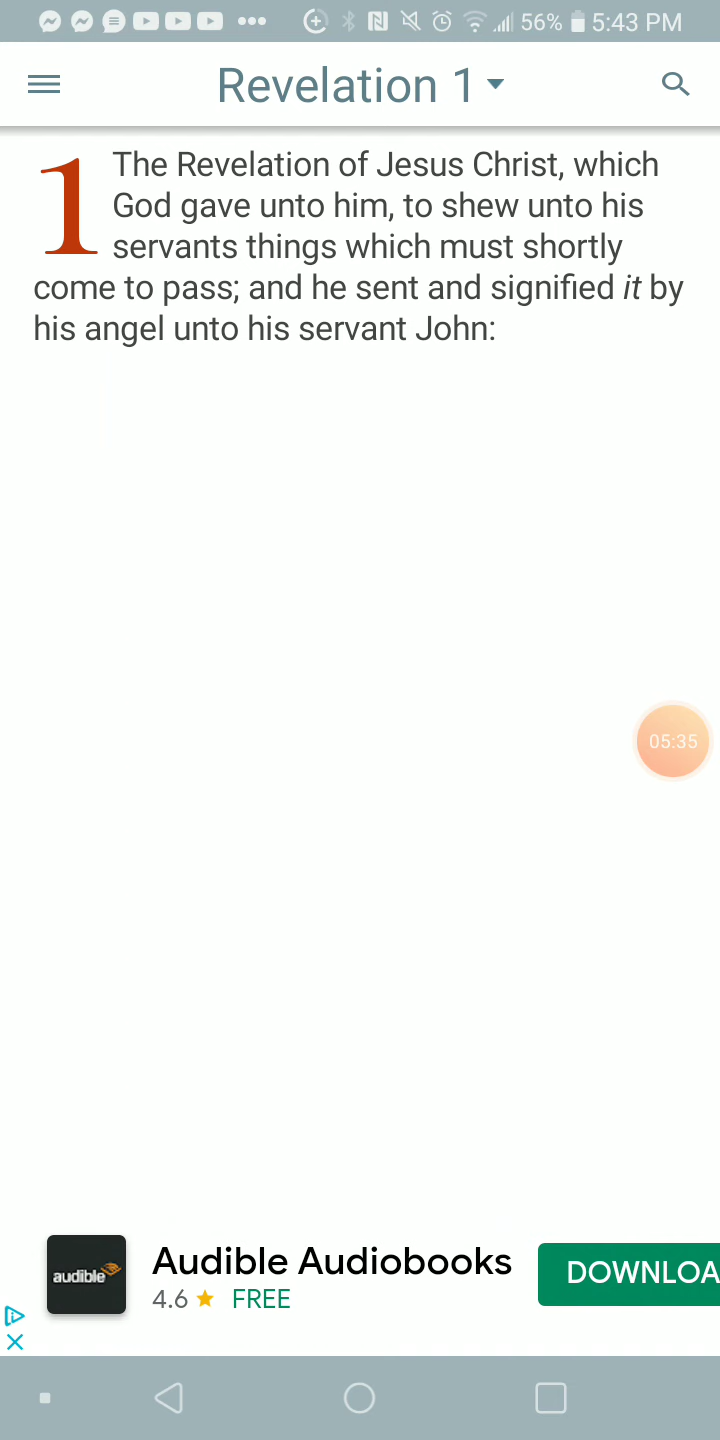 56% 5:43 PM
Revelation 1
1 The Revelation of Jesus Christ, which
God gave unto him, to shew unto his
servants things which must shortly
come to pass; and he sent and signified it by
his angel unto his servant John:
05:35
audible
Audible Audiobooks
4.6 ★ FREE
DOWNLOA